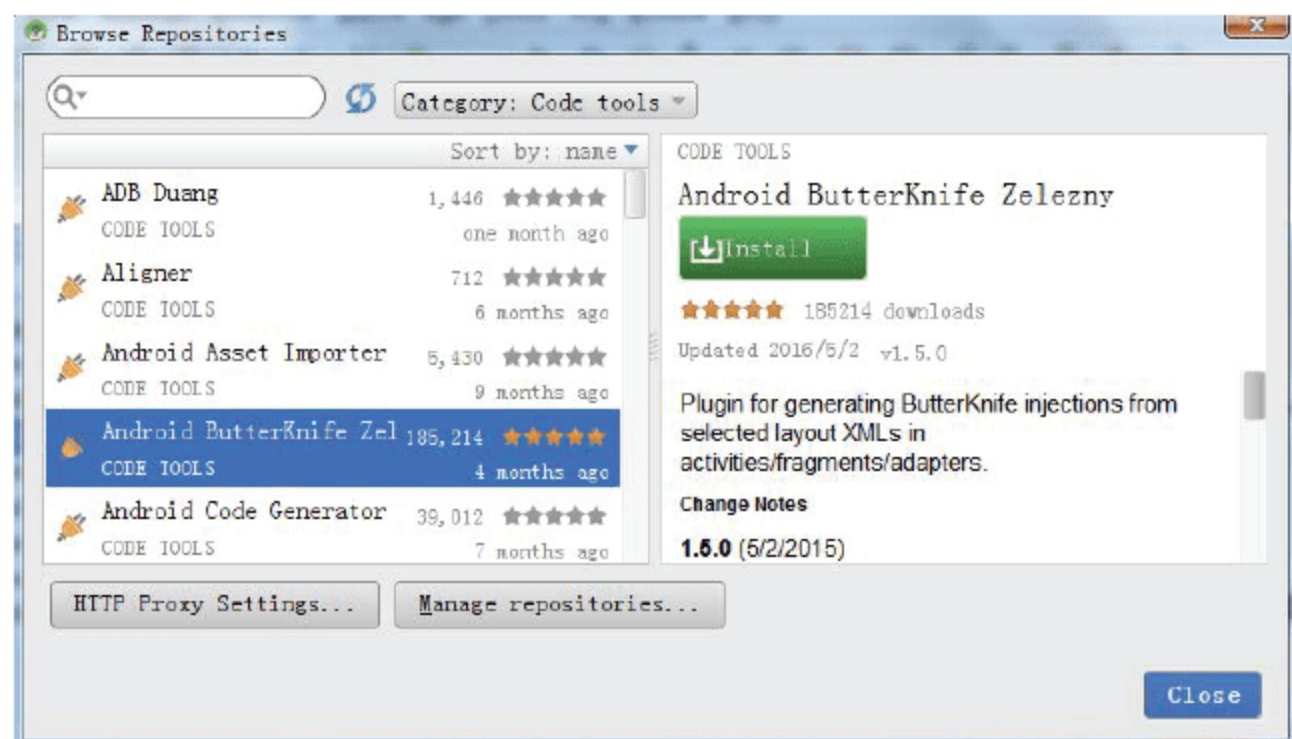 Browse Repositories
Category: Code tools
Sort by: name
ADB Duang
1,446
CODE TOOLS
one month ago
Aligner
712
CODE TOOLS
6 months ago
Android Asset Importer
5,430
CODE TOOLS
9 months ago
Android ButterKnife Zel
185,214
CODE TOOLS
4 months ago
Android Code Generator
39,012
CODE TOOLS
7 months ago
CODE TOOLS
Android ButterKnife Zelezny
Install
185214 downloads
Updated 2016/5/2 v1.5.0
Plugin for generating ButterKnife injections from
selected layout XMLs in
activities/fragments/adapters.
Change Notes
1.5.0 (5/2/2015)
HTTP Proxy Settings...
Manage repositories...
Close